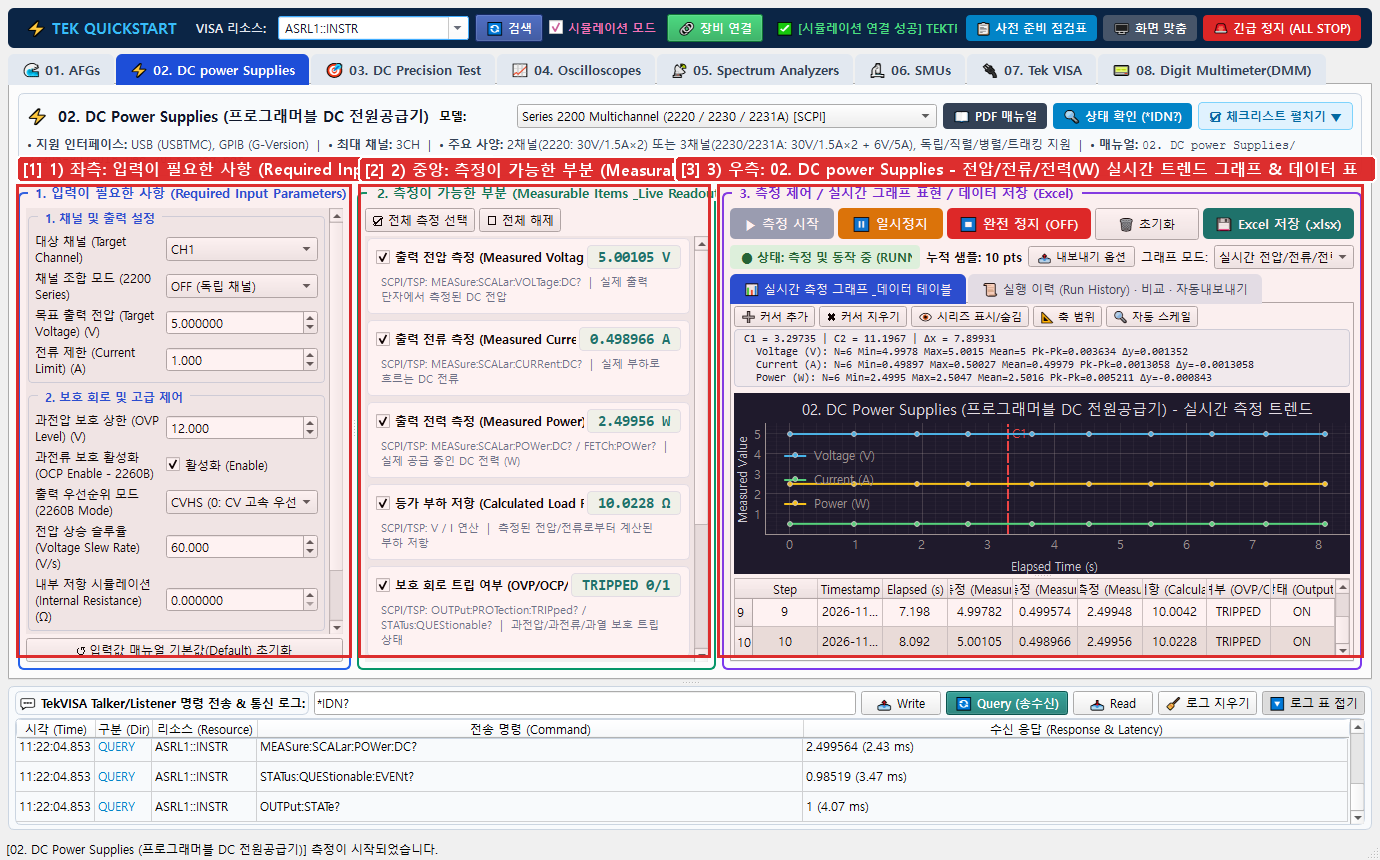 TEK QUICKSTART VISA 리소스: ASRL1::INSTR 검색 시뮬레이션 모드 장비 연결 [시뮬레이션 연결 성공] TEKTI 사전 준비 점검표 화면 맞춤 긴급 정지 (ALL STOP)
01. AFGs 02. DC power Supplies 03. DC Precision Test 04. Oscilloscopes 05. Spectrum Analyzers 06. SMUs 07. Tek VISA 08. Digit Multimeter(DMM)
02. DC Power Supplies (프로그래머블 DC 전원공급기) 모델: Series 2200 Multichannel (2220 / 2230 / 2231A) [SCPI] PDF 매뉴얼 상태 확인 (*IDN?) 체크리스트 펼치기 ▼
• 지원 인터페이스: USB (USBTMC), GPIB (G-Version) | • 최대 채널: 3CH | • 주요 사양: 2채널(2220: 30V/1.5A×2) 또는 3채널(2230/2231A: 30V/1.5A×2 + 6V/5A), 독립/직렬/병렬/트래킹 지원 | • 매뉴얼: 02. DC power Supplies/
[1] 1) 좌측: 입력이 필요한 사항 (Required Inp
[2] 2) 중앙: 측정이 가능한 부분 (Measura
[3] 3) 우측: 02. DC power Supplies - 전압/전류/전력(W) 실시간 트렌드 그래프 & 데이터 표
1. 입력이 필요한 사항 (Required Input Parameters)
1. 채널 및 출력 설정
대상 채널 (Target
Channel)
CH1
채널 조합 모드 (2200
Series)
OFF (독립 채널)
목표 출력 전압 (Target
Voltage) (V)
5.000000
전류 제한 (Current
Limit) (A)
1.000
2. 보호 회로 및 고급 제어
과전압 보호 상한 (OVP
Level) (V)
12.000
과전류 보호 활성화
(OCP Enable - 2260B)
활성화 (Enable)
출력 우선순위 모드
(2260B Mode)
CVHS (0: CV 고속 우선
전압 상승 슬루율
(Voltage Slew Rate)
(V/s)
60.000
내부 저항 시뮬레이션
(Internal Resistance)
(Ω)
0.000000
↺ 입력값 매뉴얼 기본값(Default) 초기화
2. 측정이 가능한 부분 (Measurable Items _Live Readou
전체 측정 선택 전체 해제
출력 전압 측정 (Measured Voltag 5.00105 V
SCPI/TSP: MEASure:SCALar:VOLTage:DC? | 실제 출력
단자에서 측정된 DC 전압
출력 전류 측정 (Measured Curre 0.498966 A
SCPI/TSP: MEASure:SCALar:CURRent:DC? | 실제 부하로
흐르는 DC 전류
출력 전력 측정 (Measured Power) 2.49956 W
SCPI/TSP: MEASure:SCALar:POWer:DC? / FETCh:POWer? |
실제 공급 중인 DC 전력 (W)
등가 부하 저항 (Calculated Load R 10.0228 Ω
SCPI/TSP: V / I 연산 | 측정된 전압/전류로부터 계산된
부하 저항
보호 회로 트립 여부 (OVP/OCP/ TRIPPED 0/1
SCPI/TSP: OUTPut:PROTection:TRIPped? /
STATus:QUEStionable? | 과전압/과전류/과열 보호 트립
상태
3. 측정 제어 / 실시간 그래프 표현 / 데이터 저장 (Excel)
▶ 측정 시작 일시정지 완전 정지 (OFF) 초기화 Excel 저장 (.xlsx)
● 상태: 측정 및 동작 중 (RUNN 누적 샘플: 10 pts 내보내기 옵션 그래프 모드: 실시간 전압/전류/전
실시간 측정 그래프 _데이터 테이블 실행 이력 (Run History) · 비교 · 자동내보내기
커서 추가 커서 지우기 시리즈 표시/숨김 축 범위 자동 스케일
C1 = 3.29735 | C2 = 11.1967 | Δx = 7.89931
Voltage (V): N=6 Min=4.9978 Max=5.0015 Mean=5 Pk-Pk=0.003634 Δy=0.001352
Current (A): N=6 Min=0.49897 Max=0.50027 Mean=0.49979 Pk-Pk=0.0013058 Δy=-0.0013058
Power (W): N=6 Min=2.4995 Max=2.5047 Mean=2.5016 Pk-Pk=0.005211 Δy=-0.000843
02. DC Power Supplies (프로그래머블 DC 전원공급기) - 실시간 측정 트렌드
Measured Value
5
4
3
2
1
C1
Voltage (V)
Current (A)
Power (W)
0 1 2 3 4 5 6 7 8
Elapsed Time (s)
Step Timestamp Elapsed (s) 측정 (Measur 측정 (Measur 측정 (Measur 저항 (Calcula 여부 (OVP/O 상태 (Output
9 9 2026-11... 7.198 4.99782 0.499574 2.49948 10.0042 TRIPPED ON
10 10 2026-11... 8.092 5.00105 0.498966 2.49956 10.0228 TRIPPED ON
TekVISA Talker/Listener 명령 전송 & 통신 로그: *IDN? Write Query (송수신) Read 로그 지우기 로그 표 접기
시각 (Time) 구분 (Dir) 리소스 (Resource) 전송 명령 (Command) 수신 응답 (Response & Latency)
11:22:04.853 QUERY ASRL1::INSTR MEASure:SCALar:POWer:DC? 2.499564 (2.43 ms)
11:22:04.853 QUERY ASRL1::INSTR STATus:QUEStionable:EVENt? 0.98519 (3.47 ms)
11:22:04.853 QUERY ASRL1::INSTR OUTPut:STATe? 1 (4.07 ms)
[02. DC Power Supplies (프로그래머블 DC 전원공급기)] 측정이 시작되었습니다.